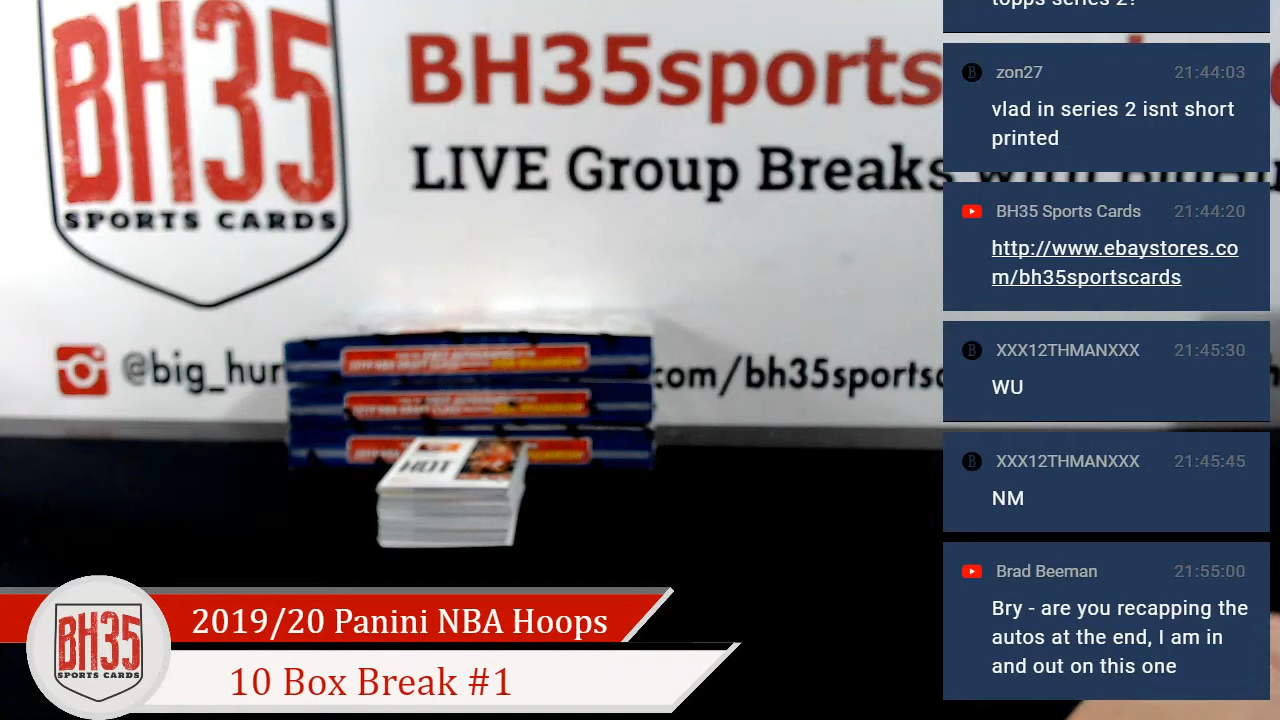 BH35
SPORTS CARDS
BH35sports
LIVE Group Breaks with
@big_hur
com/bh35sports
HOT
2019/20 Panini NBA Hoops
10 Box Break #1
BH35
SPORTS CARDS
topps series 2?
zon27 21:44:03
vlad in series 2 isnt short
printed
BH35 Sports Cards 21:44:20
http://www.ebaystores.co
m/bh35sportscards
XXX12THMANXXX 21:45:30
WU
XXX12THMANXXX 21:45:45
NM
Brad Beeman 21:55:00
Bry - are you recapping the
autos at the end, I am in
and out on this one